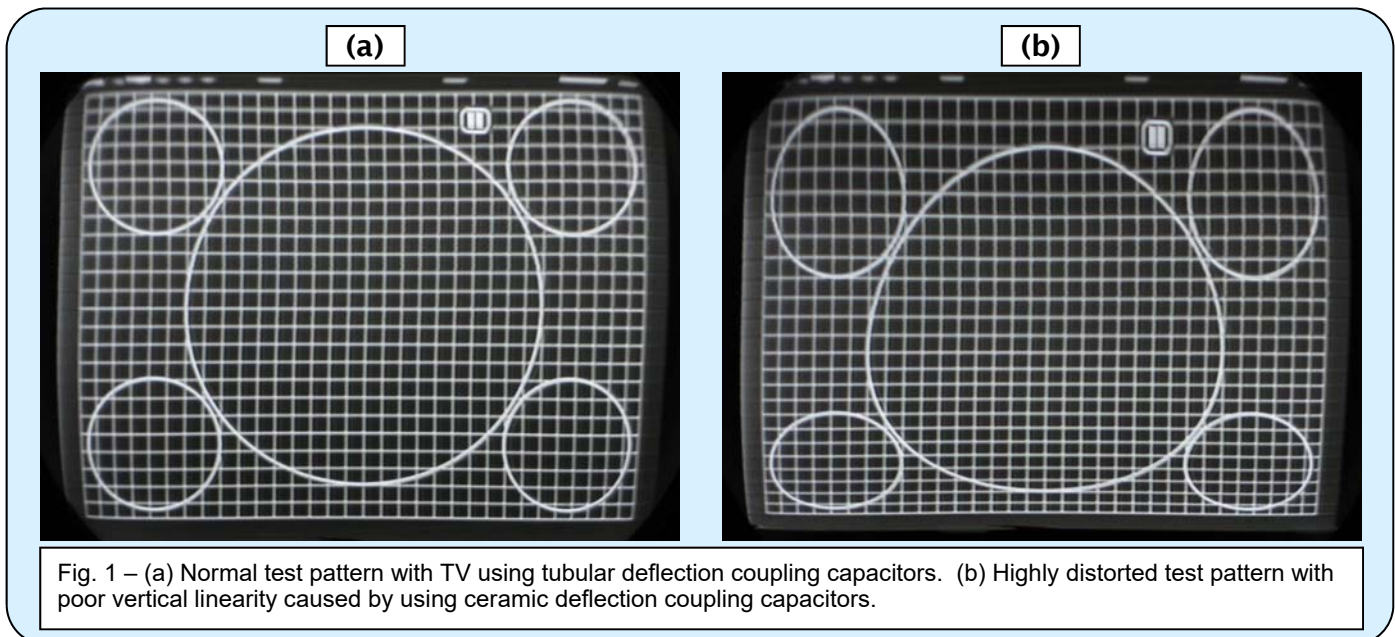 (a)
(b)
Fig. 1 – (a) Normal test pattern with TV using tubular deflection coupling capacitors.  (b) Highly distorted test pattern with
poor vertical linearity caused by using ceramic deflection coupling capacitors.